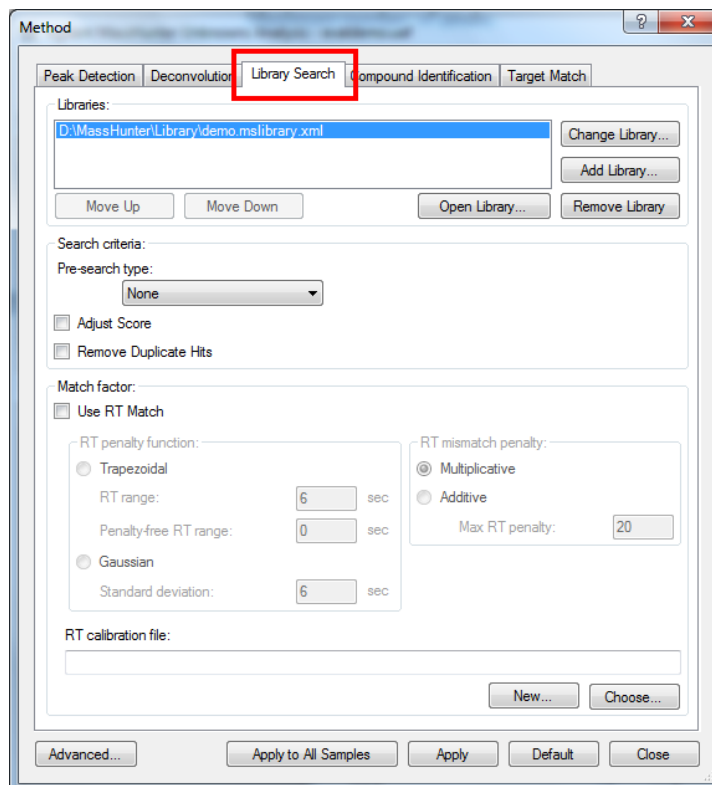 Method
Peak Detection Deconvolution Library Search Compound Identification Target Match
Libraries:
D:\MassHunter\Library\demo.mslibrary.xml
Change Library...
Add Library...
Move Up Move Down Open Library... Remove Library
Search criteria:
Pre-search type:
None
Adjust Score
Remove Duplicate Hits
Match factor:
Use RT Match
RT penalty function: RT mismatch penalty:
Trapezoidal Multiplicative
RT range: 6 sec Additive
Penalty-free RT range: 0 sec Max RT penalty: 20
Gaussian
Standard deviation: 6 sec
RT calibration file:
New... Choose...
Advanced... Apply to All Samples Apply Default Close